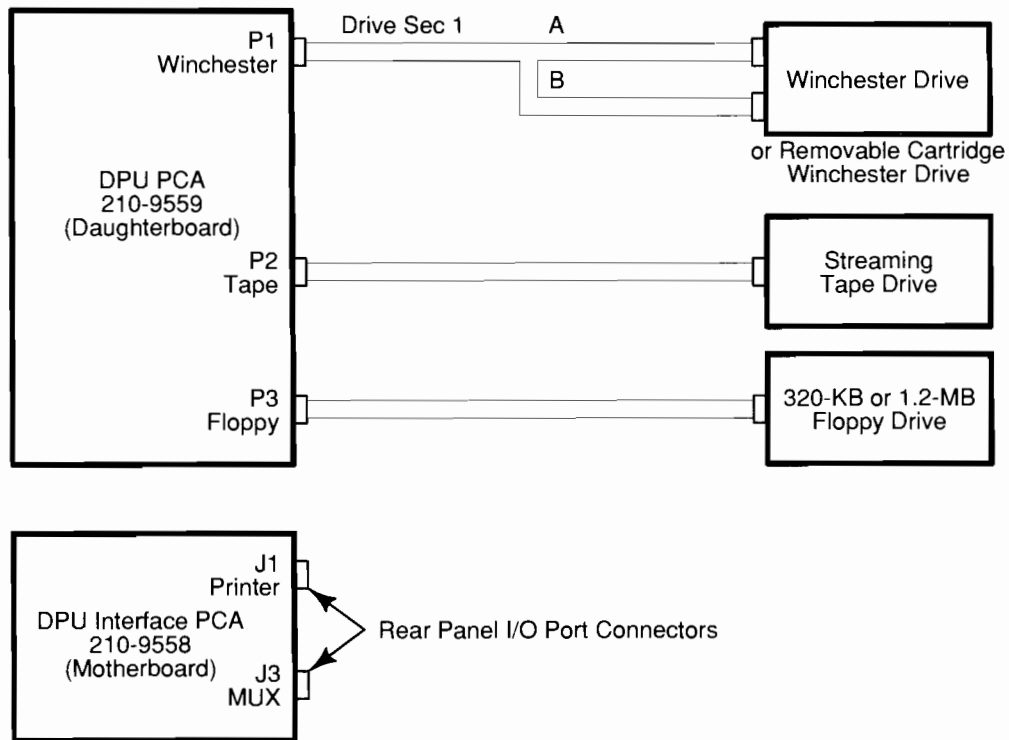 Drive Sec 1
A
B
P1
Winchester
Winchester Drive
or Removable Cartridge
Winchester Drive
DPU PCA
210-9559
(Daughterboard)
P2
Tape
Streaming
Tape Drive
P3
Floppy
320-KB or 1.2-MB
Floppy Drive
J1
Printer
DPU Interface PCA
210-9558
(Motherboard)
Rear Panel I/O Port Connectors
J3
MUX